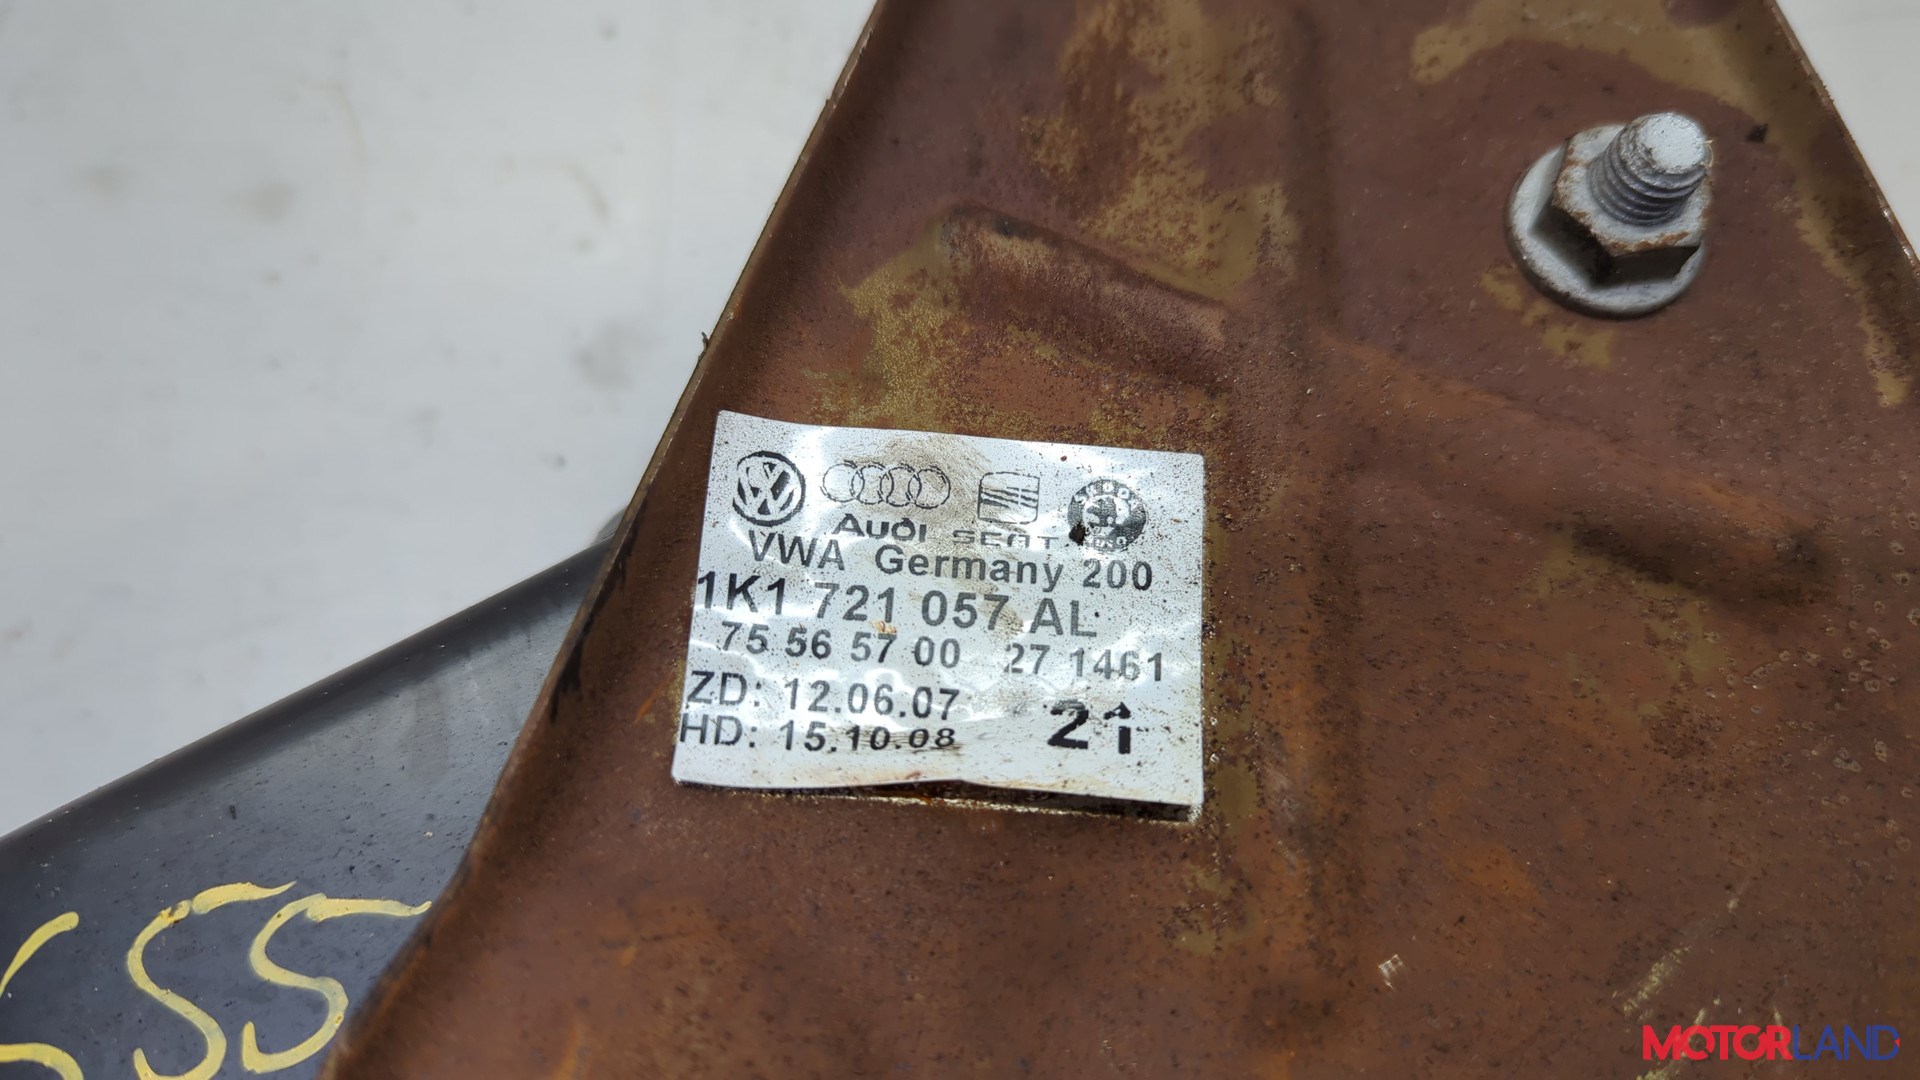 AUDI SEAT
VWA Germany 200
1K1 721 057 AL
75 56 57 00 27 1461
ZD: 12.06.07
HD: 15.10.08 21
55
MOTORLAND